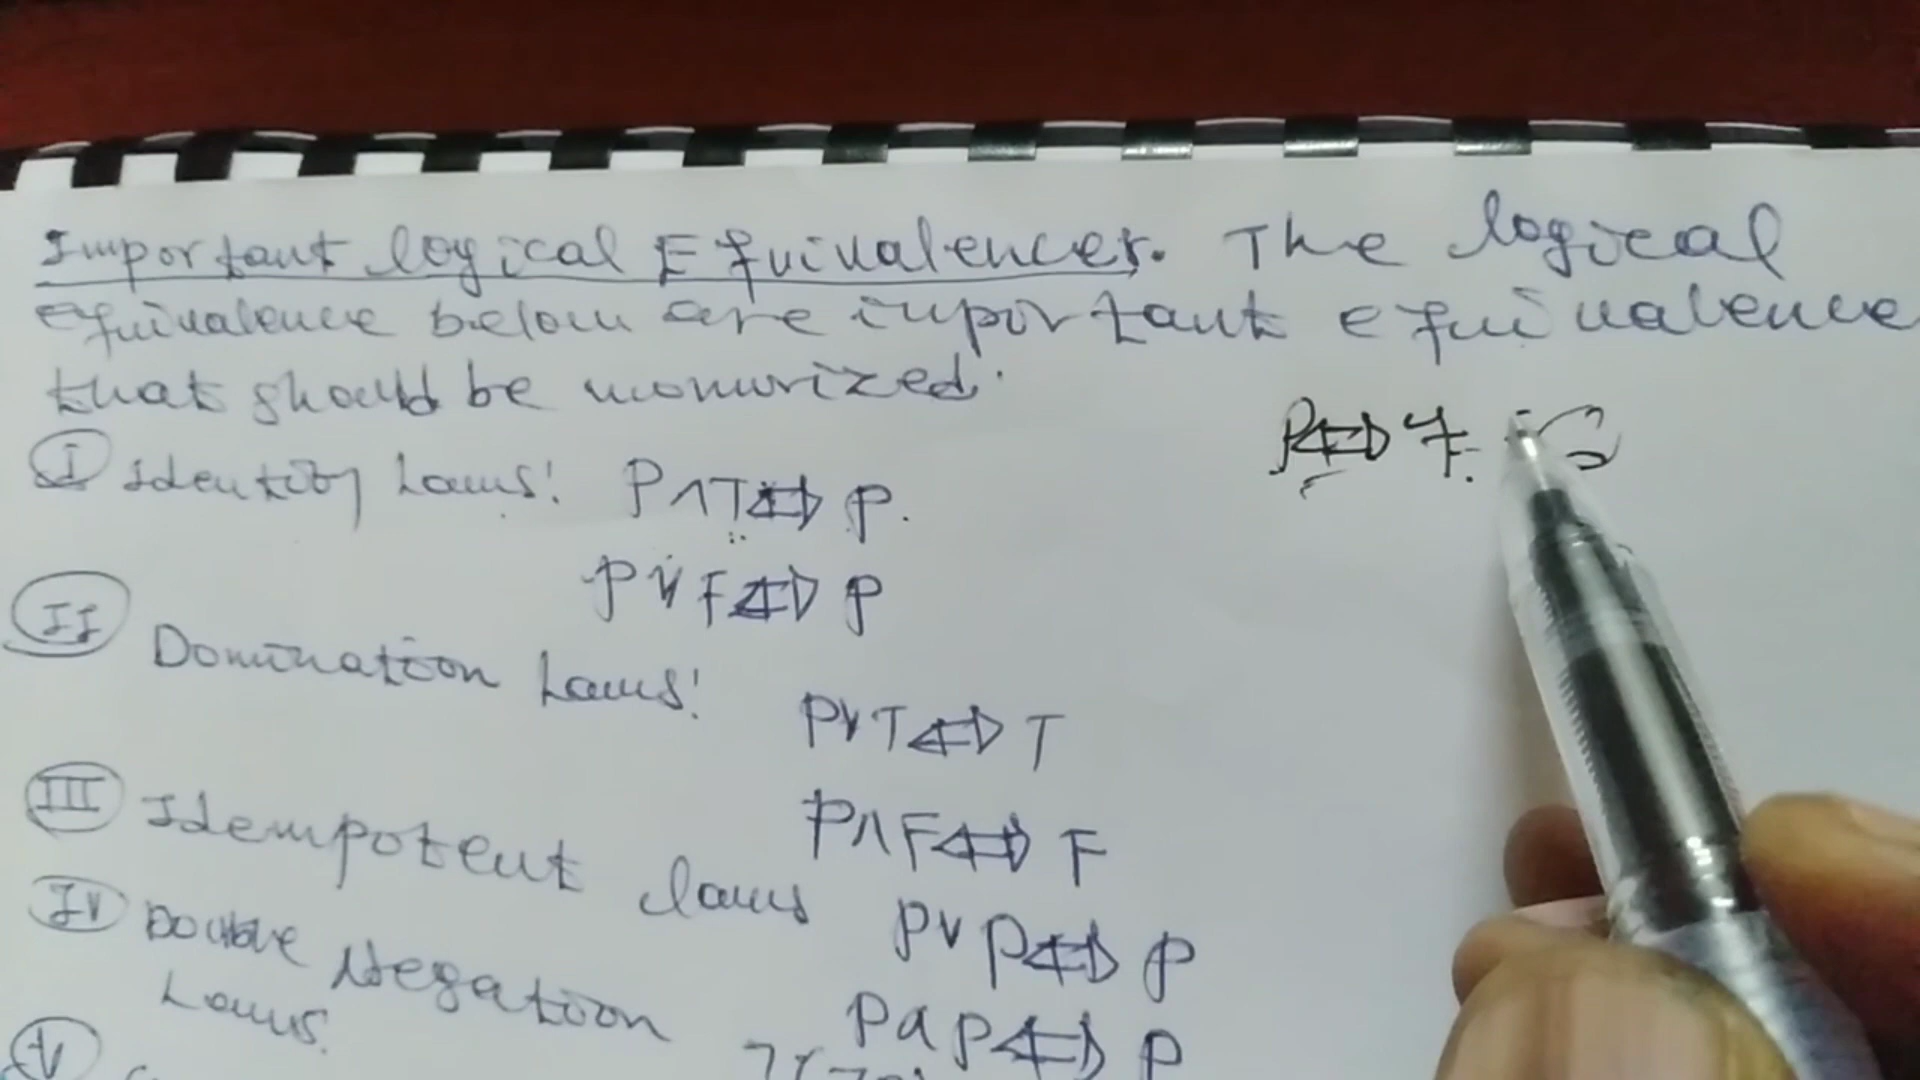 Important logical Equivalences. The logical
equivalence below are important equivalence
that should be momorized.
I Identity Laws! P∧T⇔P.
P∨F⇔P
II Domination Laws!
P∨T⇔T
P∧F⇔F
III Idempotent laws
P∨P⇔P
P∧P⇔P
IV Double Negation
Laws.
V
P⇔